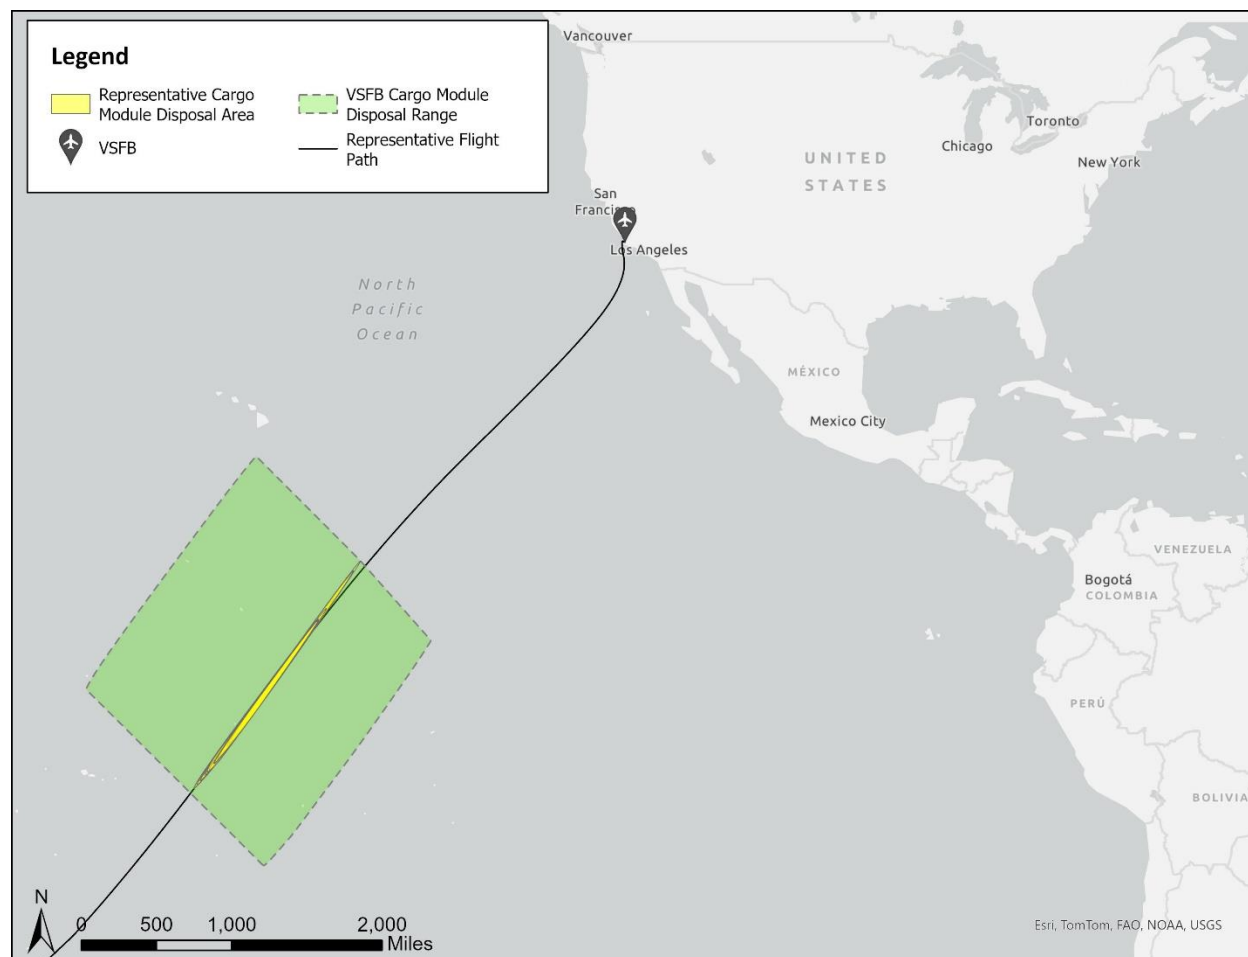 Legend
Representative Cargo
Module Disposal Area
VSFB Cargo Module
Disposal Range
VSFB
Representative Flight
Path
Vancouver
Toronto
Chicago
New York
UNITED
STATES
San
Francisco
Los Angeles
North
Pacific
Ocean
MÉXICO
Mexico City
VENEZUELA
Bogotá
COLOMBIA
PERÚ
BOLIVIA
N
0 500 1,000 2,000
Miles
Esri, TomTom, FAO, NOAA, USGS